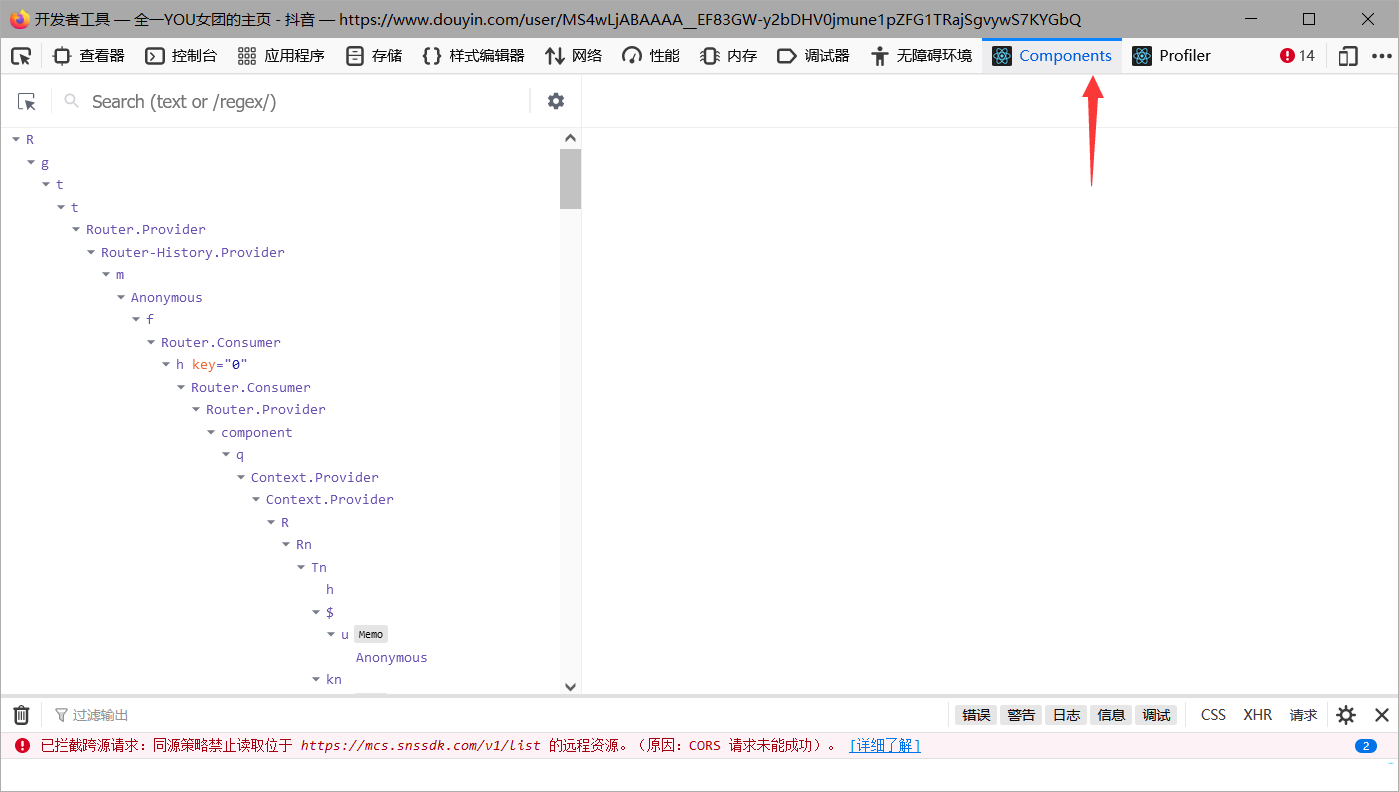 开发者工具 — 全一YOU女团的主页 - 抖音 — https://www.douyin.com/user/MS4wLjABAAAA__EF83GW-y2bDHV0jmune1pZFG1TRajSgvywS7KYGbQ
查看器 控制台 应用程序 存储 样式编辑器 网络 性能 内存 调试器 无障碍环境 Components Profiler 14
Search (text or /regex/)
R
g
t
t
Router.Provider
Router-History.Provider
m
Anonymous
f
Router.Consumer
h key="0"
Router.Consumer
Router.Provider
component
q
Context.Provider
Context.Provider
R
Rn
Tn
h
$
u Memo
Anonymous
kn
过滤输出 错误 警告 日志 信息 调试 CSS XHR 请求
已拦截跨源请求：同源策略禁止读取位于 https://mcs.snssdk.com/v1/list 的远程资源。（原因：CORS 请求未能成功）。 [详细了解] 2